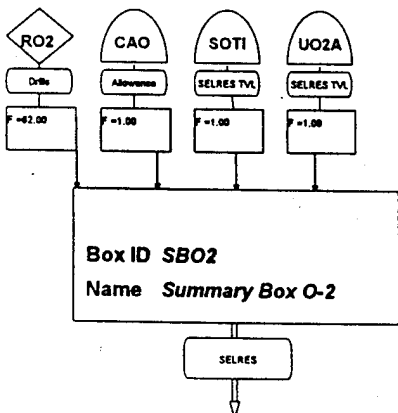 RO2 CAO SOTI UO2A
Drills Allowance SELRES TVL SELRES TVL
F =62.00 F =1.00 F =1.00 F =1.00
Box ID SBO2
Name Summary Box O-2
SELRES